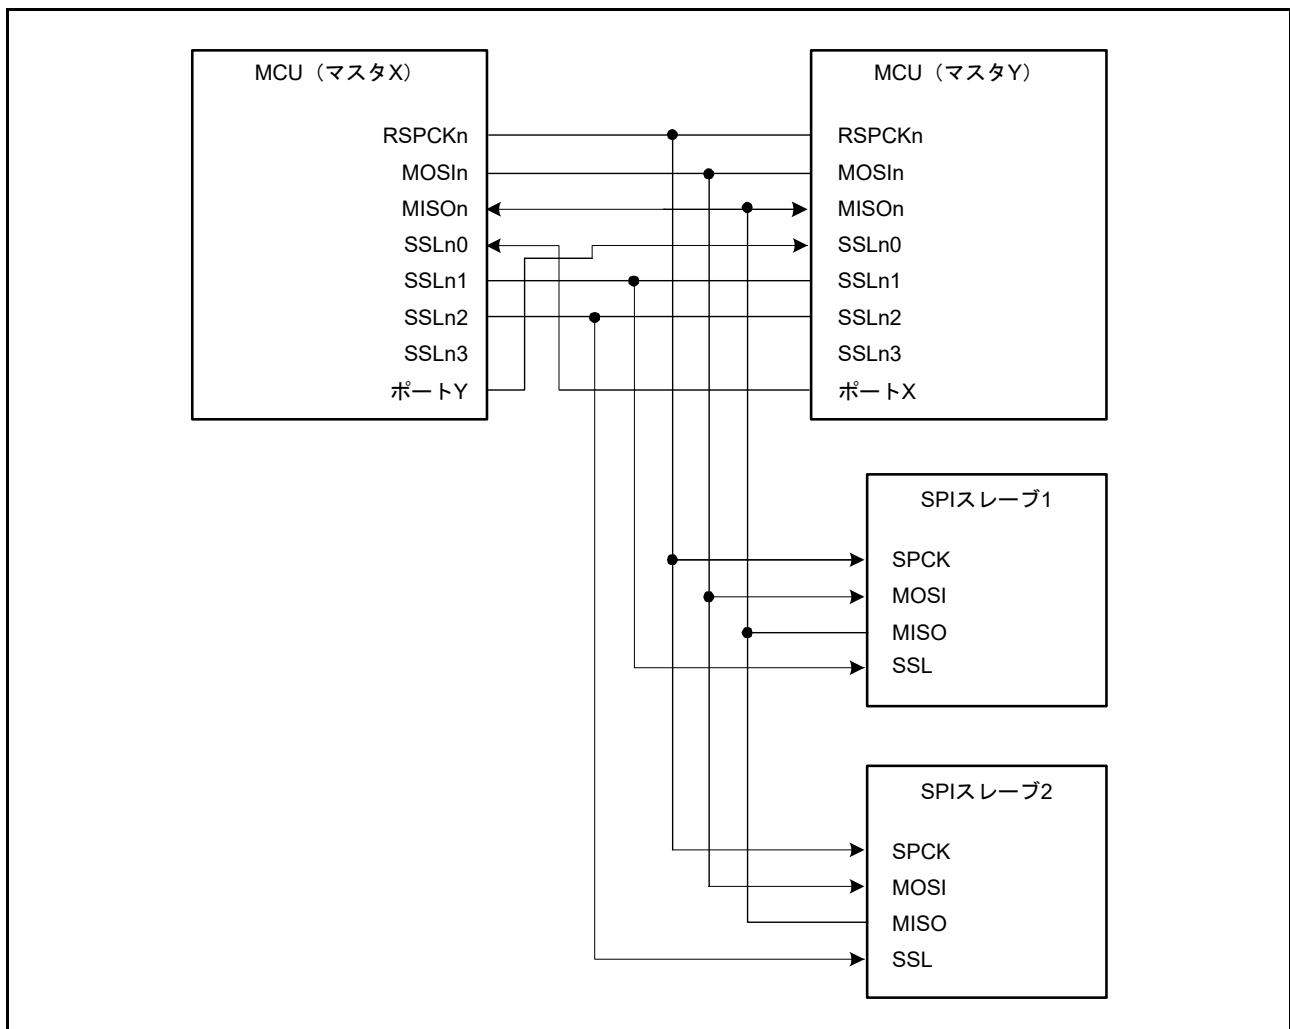 MCU（マスタX）
RSPCKn
MOSIn
MISOn
SSLn0
SSLn1
SSLn2
SSLn3
ポートY
MCU（マスタY）
RSPCKn
MOSIn
MISOn
SSLn0
SSLn1
SSLn2
SSLn3
ポートX
SPIスレーブ1
SPCK
MOSI
MISO
SSL
SPIスレーブ2
SPCK
MOSI
MISO
SSL